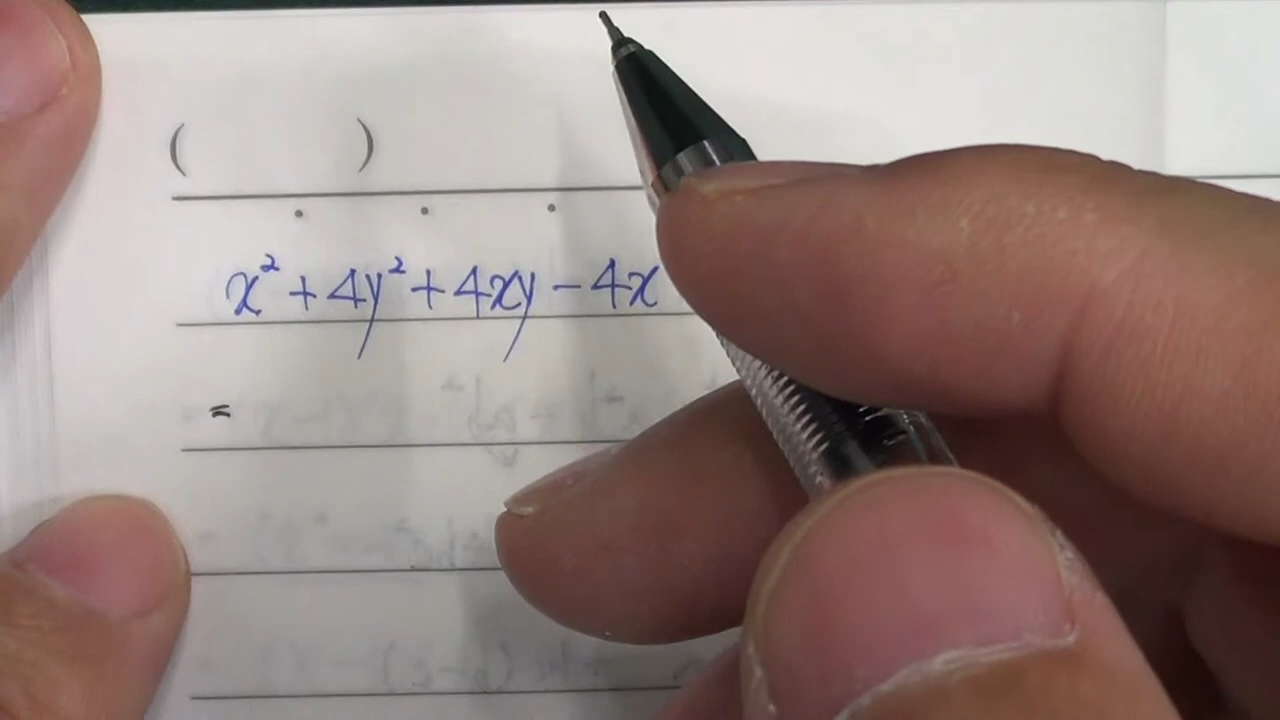 ( )
x² + 4y² + 4xy - 4x
=